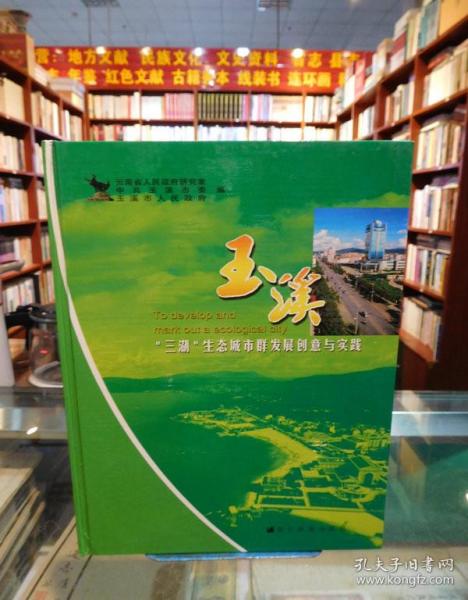 营：地方文献 民族文化 文史资料
年鉴 红色文献 古籍善本 线装书 连环画
云南省人民政府研究室
中共玉溪市委 编
玉溪市人民政府
玉溪
To develop and
mark out a ecological city
"三湖"生态城市群发展创意与实践
孔夫子旧书网
www.kongfz.com